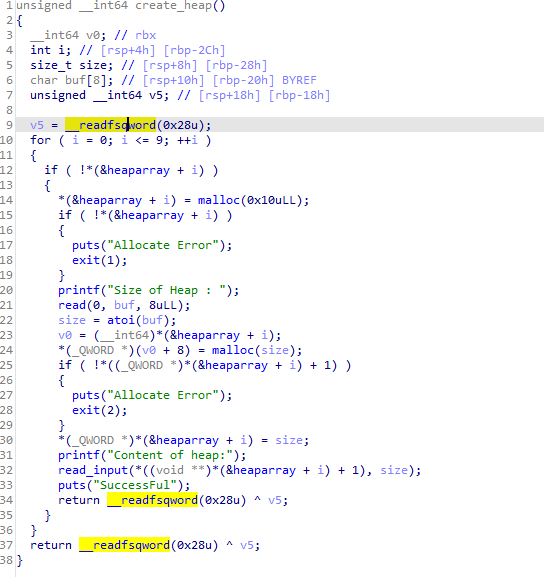 1 unsigned __int64 create_heap()
2 {
3   __int64 v0; // rbx
4   int i; // [rsp+4h] [rbp-2Ch]
5   size_t size; // [rsp+8h] [rbp-28h]
6   char buf[8]; // [rsp+10h] [rbp-20h] BYREF
7   unsigned __int64 v5; // [rsp+18h] [rbp-18h]
8
9   v5 = __readfsqword(0x28u);
10   for ( i = 0; i <= 9; ++i )
11   {
12     if ( !*(&heaparray + i) )
13     {
14       *(&heaparray + i) = malloc(0x10uLL);
15       if ( !*(&heaparray + i) )
16       {
17         puts("Allocate Error");
18         exit(1);
19       }
20       printf("Size of Heap : ");
21       read(0, buf, 8uLL);
22       size = atoi(buf);
23       v0 = (__int64)*(&heaparray + i);
24       *(_QWORD *)(v0 + 8) = malloc(size);
25       if ( !*((_QWORD *)*(&heaparray + i) + 1) )
26       {
27         puts("Allocate Error");
28         exit(2);
29       }
30       *(_QWORD *)*(&heaparray + i) = size;
31       printf("Content of heap:");
32       read_input(*((void **)*(&heaparray + i) + 1), size);
33       puts("SuccessFul");
34       return __readfsqword(0x28u) ^ v5;
35     }
36   }
37   return __readfsqword(0x28u) ^ v5;
38 }